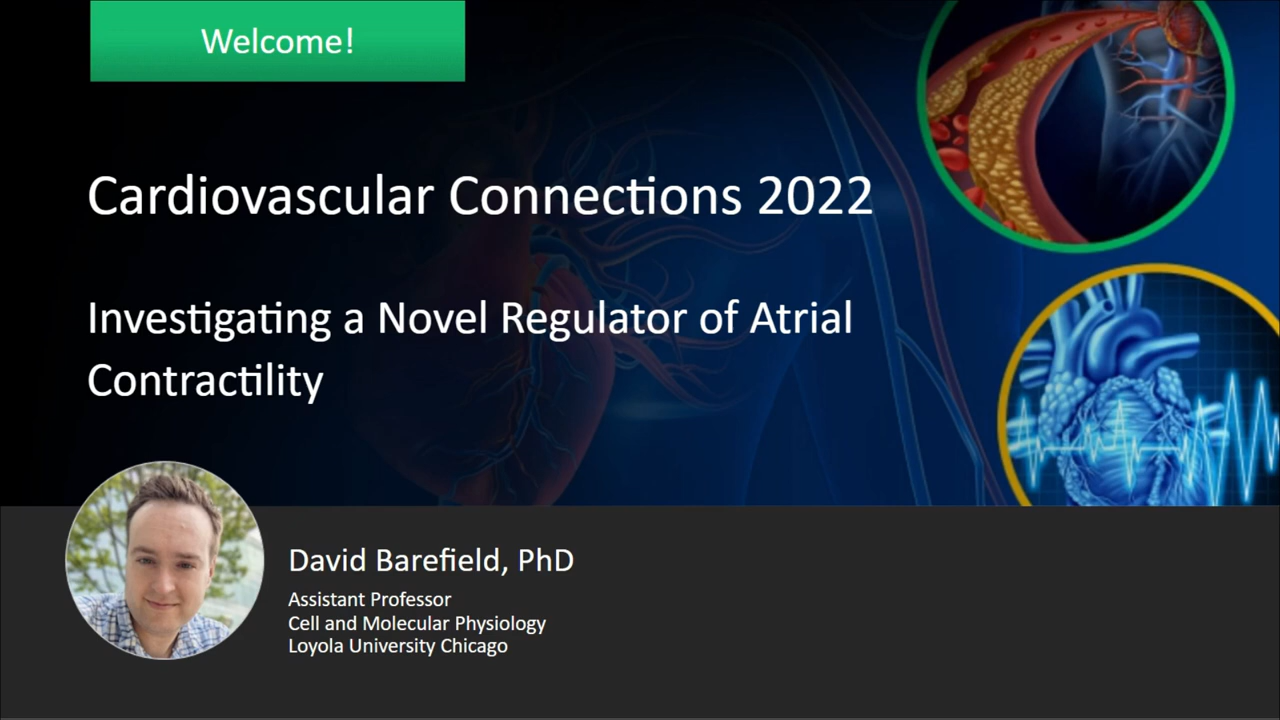 Welcome!
Cardiovascular Connections 2022
Investigating a Novel Regulator of Atrial
Contractility
David Barefield, PhD
Assistant Professor
Cell and Molecular Physiology
Loyola University Chicago